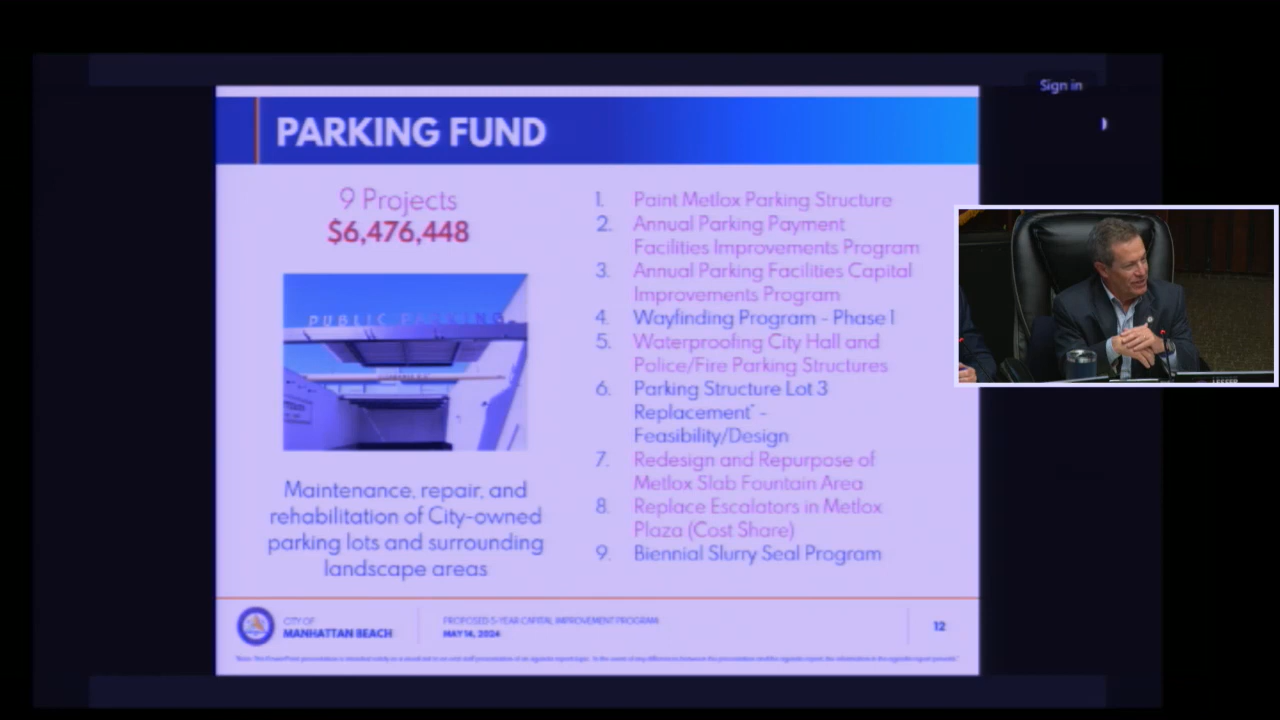 Sign in
PARKING FUND
9 Projects
$6,476,448
PUBLIC PARKING
Maintenance, repair, and
rehabilitation of City-owned
parking lots and surrounding
landscape areas
1. Paint Metlox Parking Structure
2. Annual Parking Payment
Facilities Improvements Program
3. Annual Parking Facilities Capital
Improvements Program
4. Wayfinding Program - Phase I
5. Waterproofing City Hall and
Police/Fire Parking Structures
6. Parking Structure Lot 3
Replacement* -
Feasibility/Design
7. Redesign and Repurpose of
Metlox Slab Fountain Area
8. Replace Escalators in Metlox
Plaza (Cost Share)
9. Biennial Slurry Seal Program
CITY OF
MANHATTAN BEACH
PROPOSED 5-YEAR CAPITAL IMPROVEMENT PROGRAM
MAY 14, 2024
12